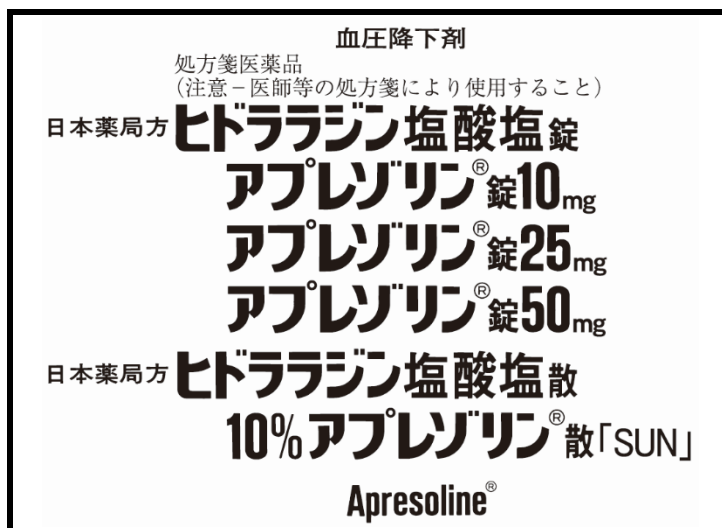 血圧降下剤
処方箋医薬品
(注意－医師等の処方箋により使用すること)
日本薬局方 ヒドララジン塩酸塩錠
アプレゾリン®錠10mg
アプレゾリン®錠25mg
アプレゾリン®錠50mg
日本薬局方 ヒドララジン塩酸塩散
10%アプレゾリン®散「SUN」
Apresoline®